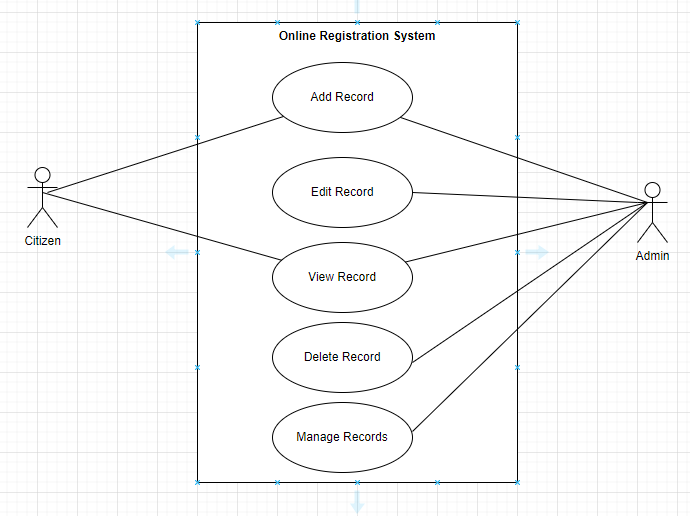 Online Registration System
Add Record
Edit Record
Citizen
View Record
Admin
Delete Record
Manage Records